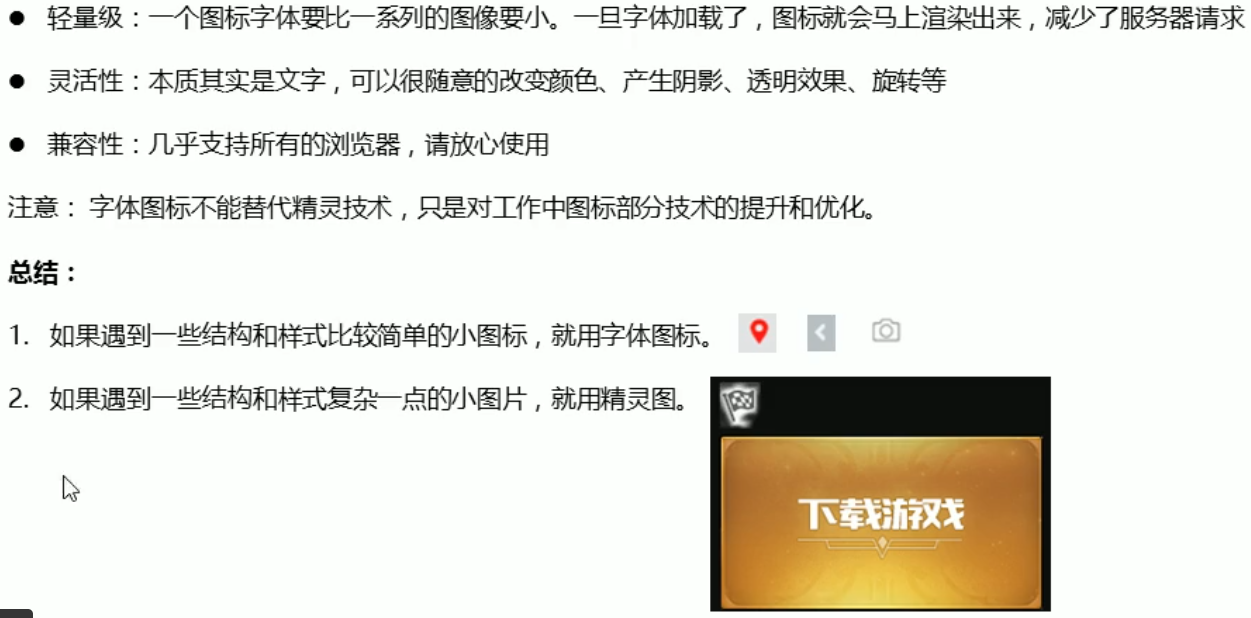 ● 轻量级：一个图标字体要比一系列的图像要小。一旦字体加载了，图标就会马上渲染出来，减少了服务器请求
● 灵活性：本质其实是文字，可以很随意的改变颜色、产生阴影、透明效果、旋转等
● 兼容性：几乎支持所有的浏览器，请放心使用
注意： 字体图标不能替代精灵技术，只是对工作中图标部分技术的提升和优化。
总结：
1. 如果遇到一些结构和样式比较简单的小图标，就用字体图标。
2. 如果遇到一些结构和样式复杂一点的小图片，就用精灵图。
下载游戏